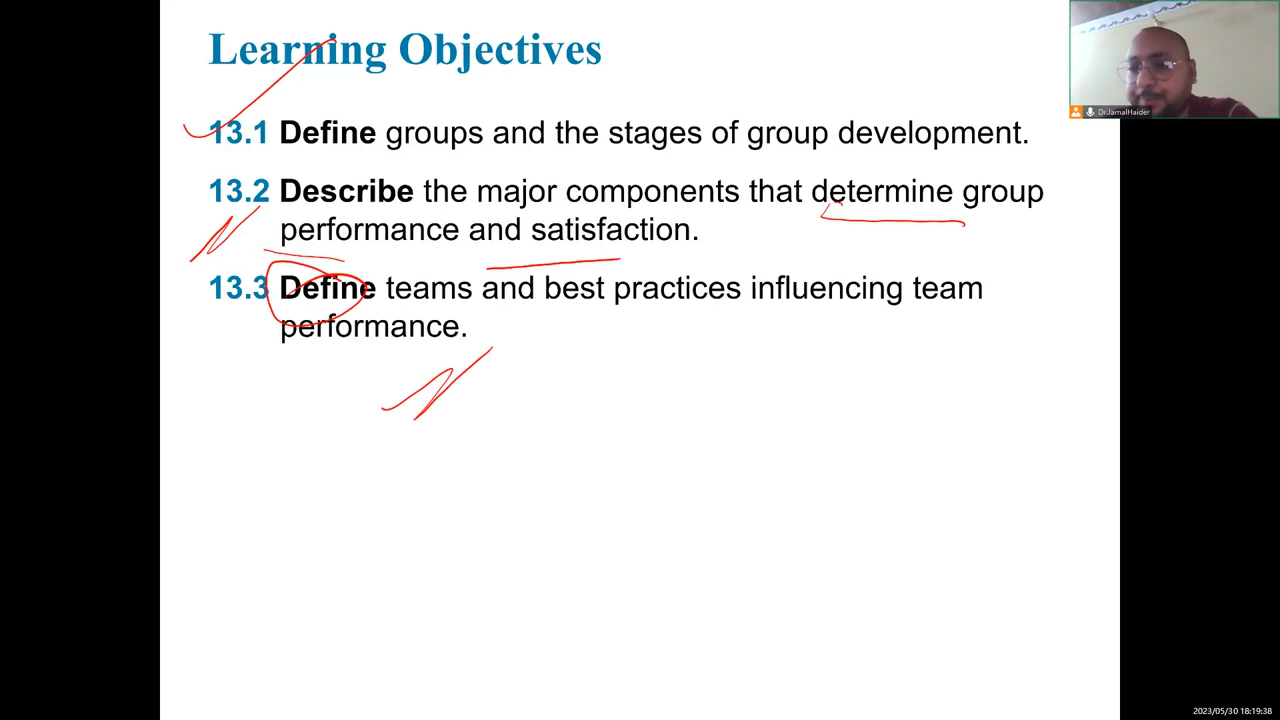 Learning Objectives
DrJamalHaider
13.1 Define groups and the stages of group development.
13.2 Describe the major components that determine group
performance and satisfaction.
13.3 Define teams and best practices influencing team
performance.
2023/05/30 18:19:38